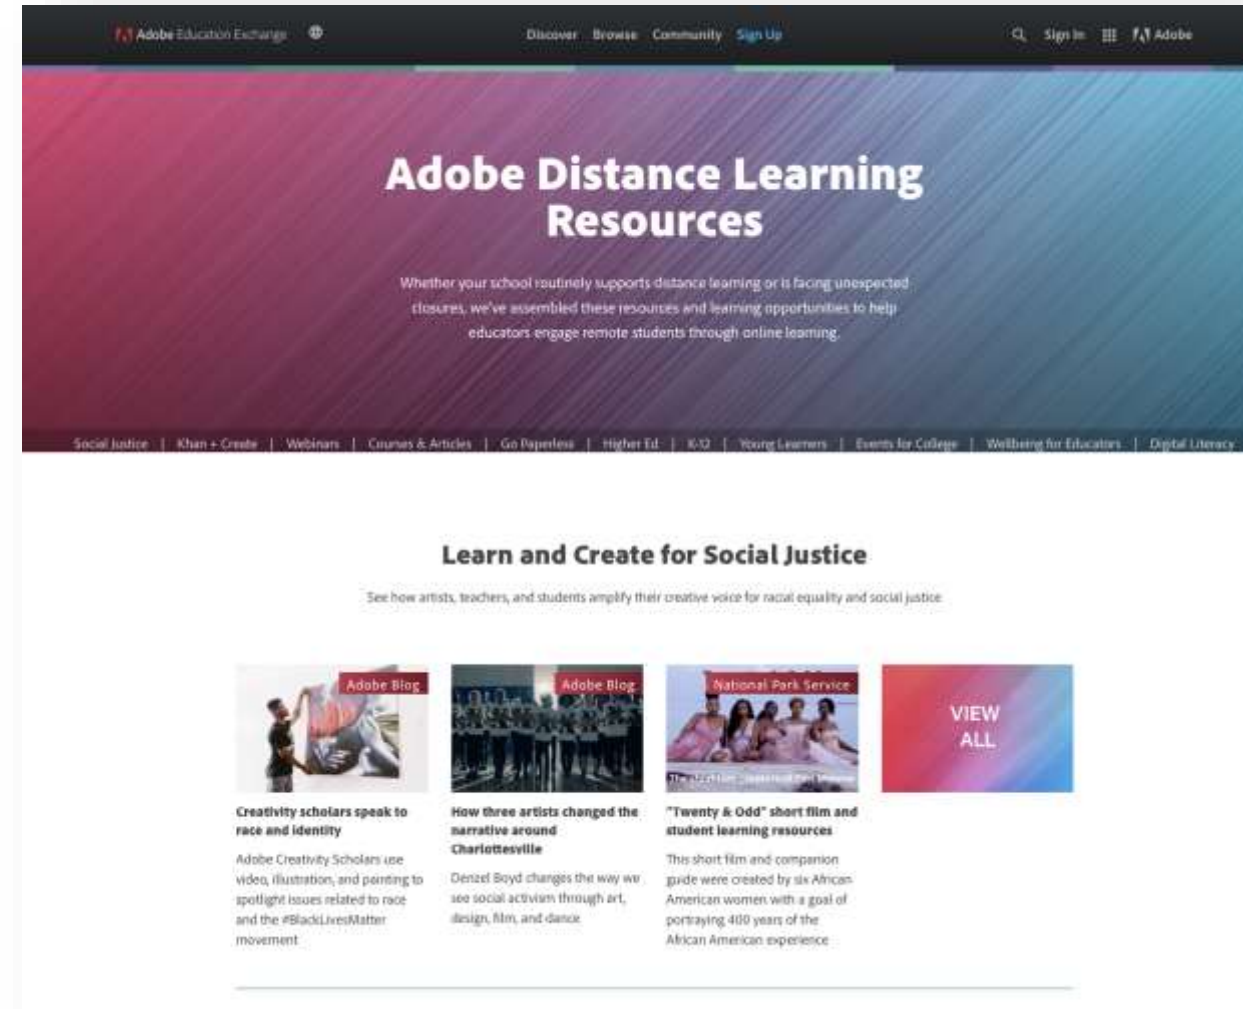 Adobe Education Exchange
Discover Browse Community Sign Up
Sign In Adobe
Adobe Distance Learning
Resources
Whether your school routinely supports distance learning or is facing unexpected
closures, we've assembled these resources and learning opportunities to help
educators engage remote students through online learning.
Social Justice | Khan + Create | Webinars | Courses & Articles | Go Paperless | Higher Ed | K-12 | Young Learners | Events for College | Wellbeing for Educators | Digital Literacy
Learn and Create for Social Justice
See how artists, teachers, and students amplify their creative voice for racial equality and social justice
Adobe Blog
Creativity scholars speak to
race and identity
Adobe Creativity Scholars use
video, illustration, and painting to
spotlight issues related to race
and the #BlackLivesMatter
movement
Adobe Blog
How three artists changed the
narrative around
Charlottesville
Denzel Boyd changes the way we
see social activism through art,
design, film, and dance
National Park Service
"Twenty & Odd" short film and
student learning resources
This short film and companion
guide were created by six African
American women with a goal of
portraying 400 years of the
African American experience
VIEW
ALL